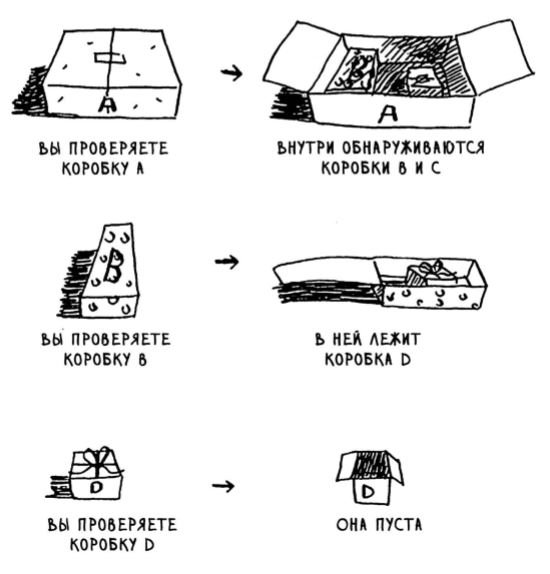 A
A
ВЫ ПРОВЕРЯЕТЕ
КОРОБКУ A
ВНУТРИ ОБНАРУЖИВАЮТСЯ
КОРОБКИ B И C
B
ВЫ ПРОВЕРЯЕТЕ
КОРОБКУ B
В НЕЙ ЛЕЖИТ
КОРОБКА D
D
D
ВЫ ПРОВЕРЯЕТЕ
КОРОБКУ D
ОНА ПУСТА